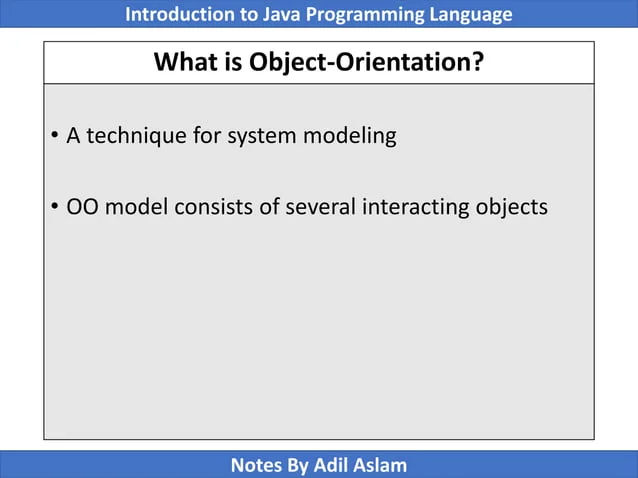 Introduction to Java Programming Language
What is Object-Orientation?
• A technique for system modeling
• OO model consists of several interacting objects
Notes By Adil Aslam